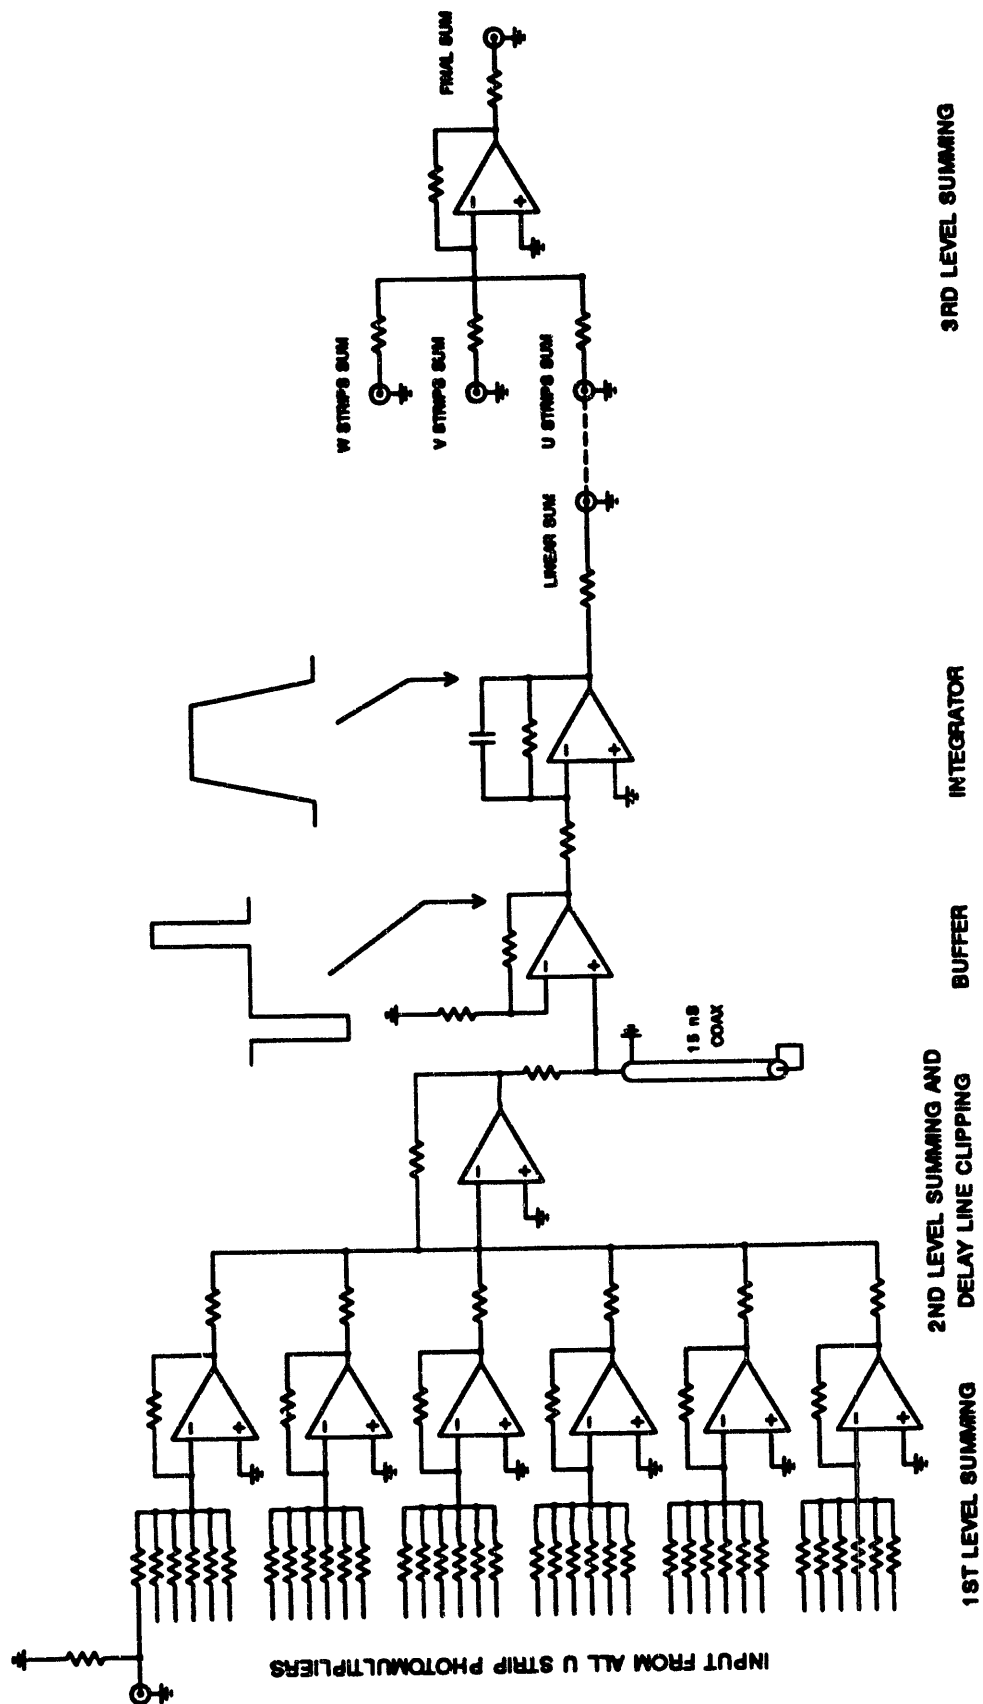 INPUT FROM ALL U STRIP PHOTOMULTIPLIERS
1ST LEVEL SUMMING
2ND LEVEL SUMMING AND
DELAY LINE CLIPPING
15 nS
COAX
BUFFER
INTEGRATOR
LINEAR SUM
W STRIPS SUM
V STRIPS SUM
U STRIPS SUM
FINAL SUM
3RD LEVEL SUMMING
-
+
-
+
-
+
-
+
-
+
-
+
-
+
-
+
-
+
-
+